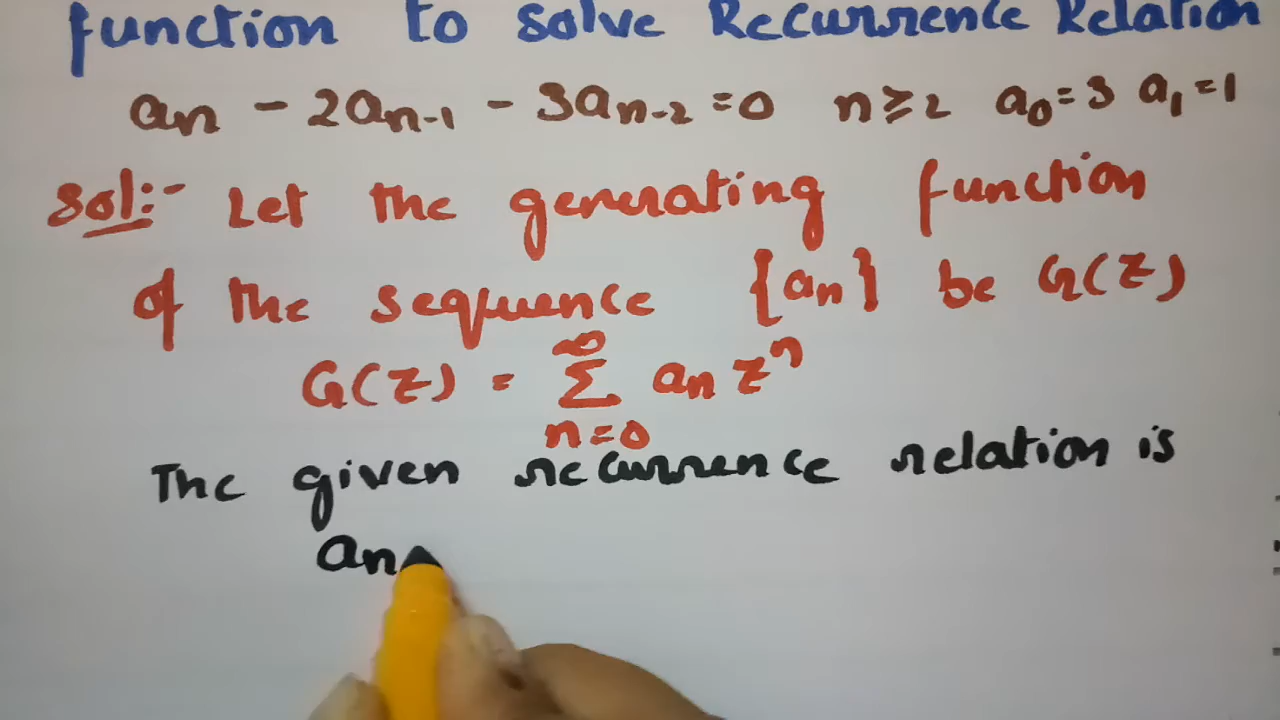 function to solve Recurrence Relation
an - 2an-1 - 3an-2 = 0 n ≥ 2 a0 = 3 a1 = 1
Sol:- Let the generating function
of the sequence {an} be G(z)
G(z) = ∞ Σ n=0 an zⁿ
The given recurrence relation is
an